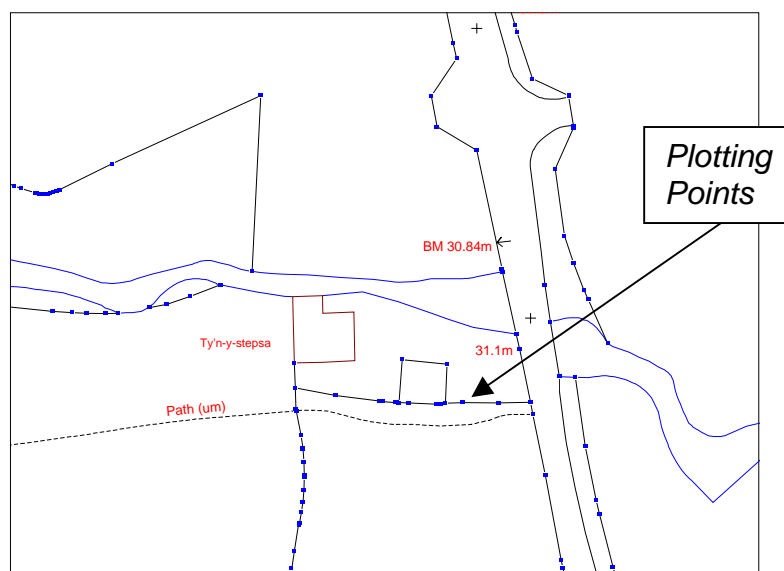 Plotting
Points
BM 30.84m
Ty'n-y-stepsa
31.1m
Path (um)